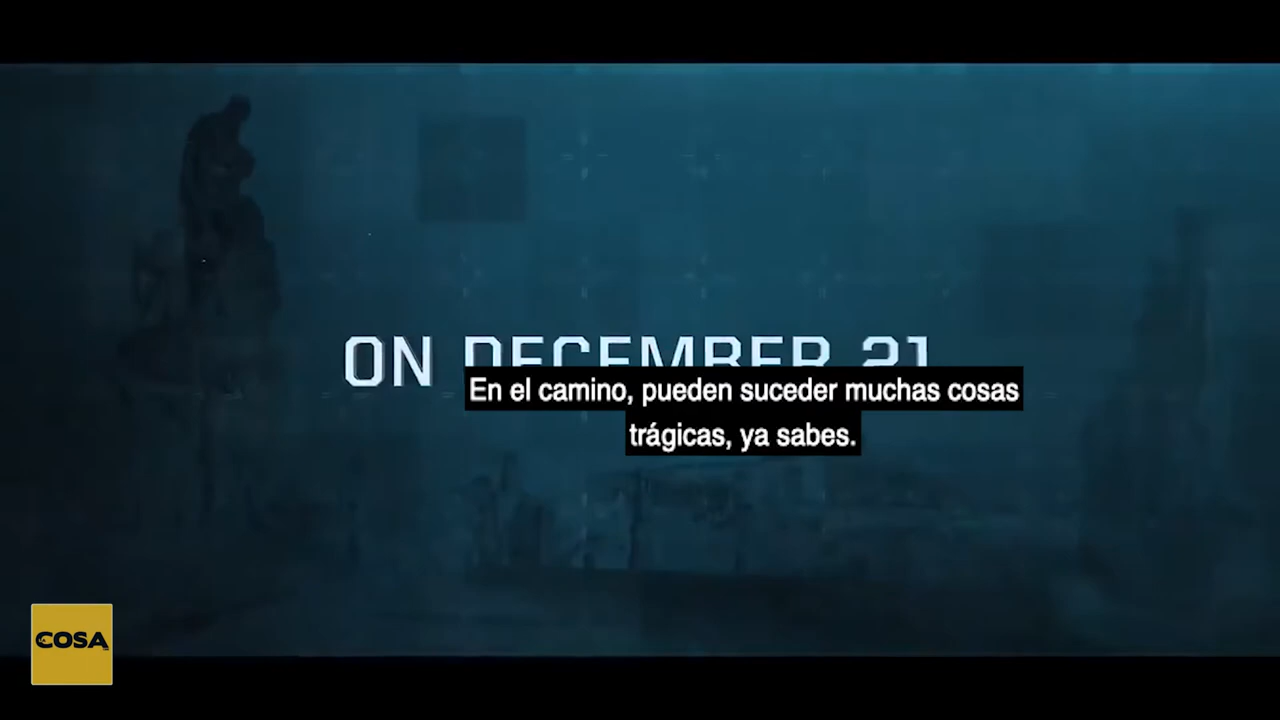 ON DECEMBER 21
En el camino, pueden suceder muchas cosas
trágicas, ya sabes.
COSA